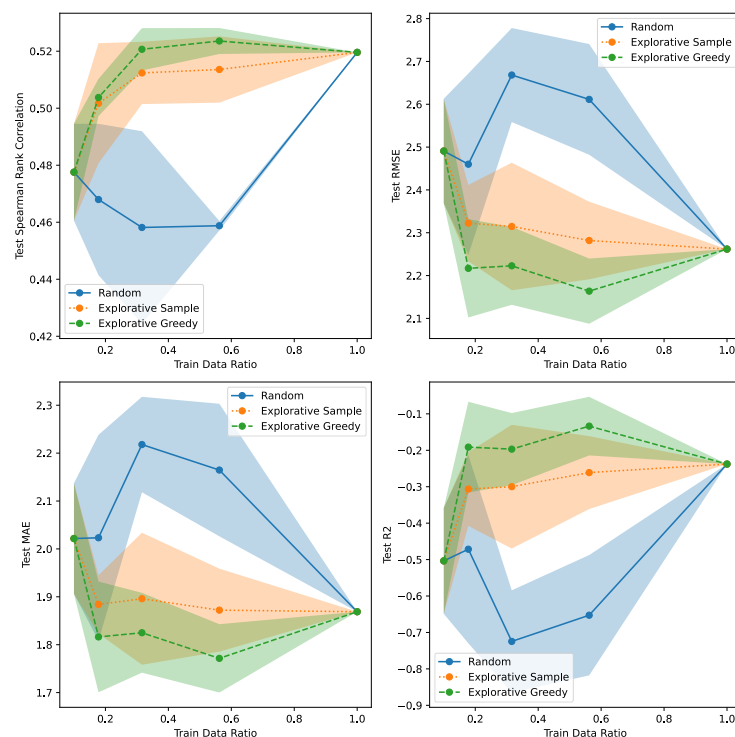 0.52
0.50
0.48
0.46
0.44
0.42
Test Spearman Rank Correlation
Random
Explorative Sample
Explorative Greedy
0.2
0.4
0.6
0.8
1.0
Train Data Ratio
2.8
2.7
2.6
2.5
2.4
2.3
2.2
2.1
Test RMSE
Random
Explorative Sample
Explorative Greedy
0.2
0.4
0.6
0.8
1.0
Train Data Ratio
2.3
2.2
2.1
2.0
1.9
1.8
1.7
Test MAE
Random
Explorative Sample
Explorative Greedy
0.2
0.4
0.6
0.8
1.0
Train Data Ratio
−0.1
−0.2
−0.3
−0.4
−0.5
−0.6
−0.7
−0.8
−0.9
Test R2
Random
Explorative Sample
Explorative Greedy
0.2
0.4
0.6
0.8
1.0
Train Data Ratio